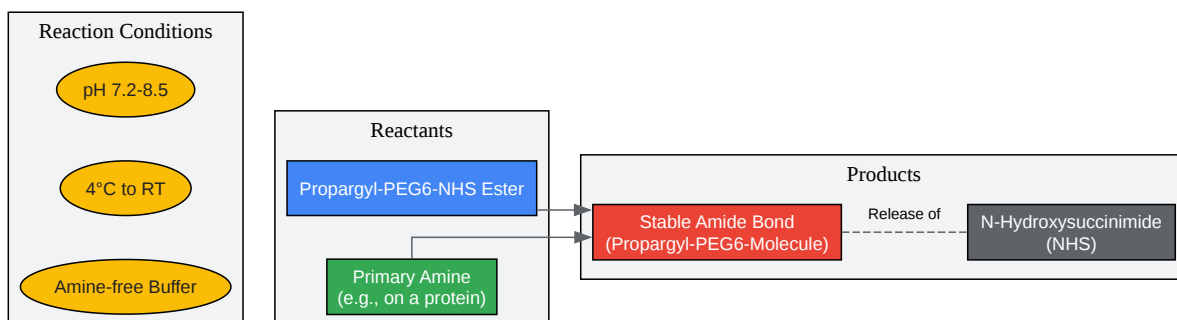 Reaction Conditions
pH 7.2-8.5
4°C to RT
Amine-free Buffer
Reactants
Propargyl-PEG6-NHS Ester
Primary Amine
(e.g., on a protein)
Products
Stable Amide Bond
(Propargyl-PEG6-Molecule)
Release of
N-Hydroxysuccinimide
(NHS)